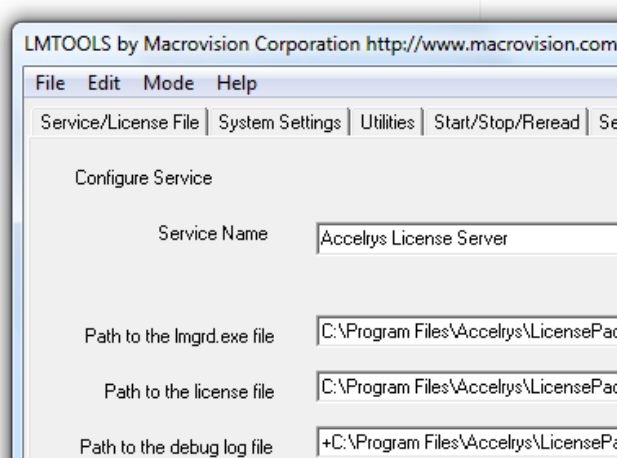 LMTOOLS by Macrovision Corporation http://www.macrovision.com
File Edit Mode Help
Service/License File System Settings Utilities Start/Stop/Reread Se
Configure Service
Service Name Accelrys License Server
Path to the lmgrd.exe file C:\Program Files\Accelrys\LicensePac
Path to the license file C:\Program Files\Accelrys\LicensePac
Path to the debug log file +C:\Program Files\Accelrys\LicensePa